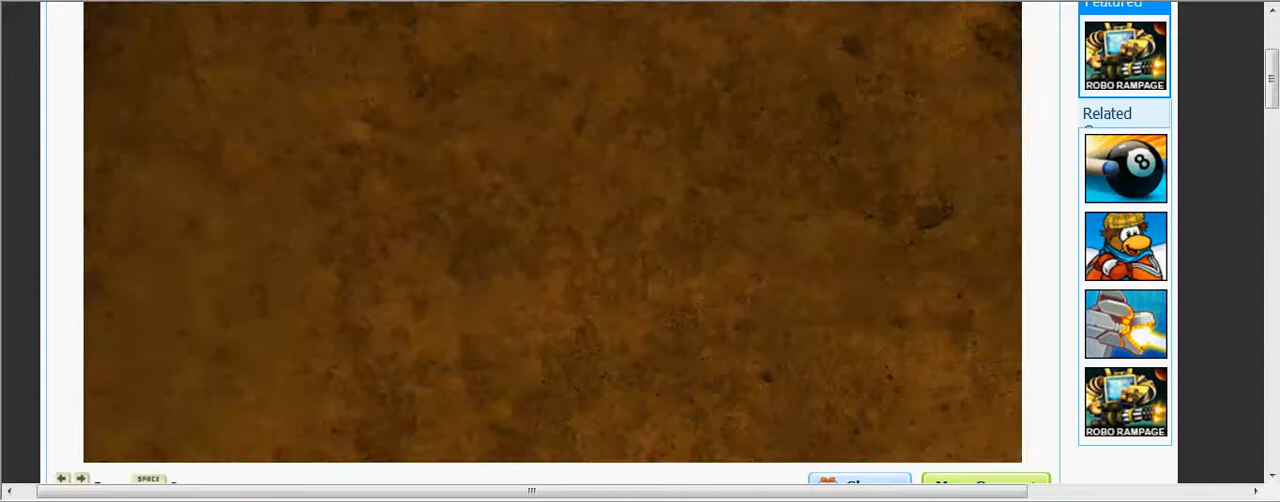 Featured
ROBO RAMPAGE
Related
8
ROBO RAMPAGE
SPACE